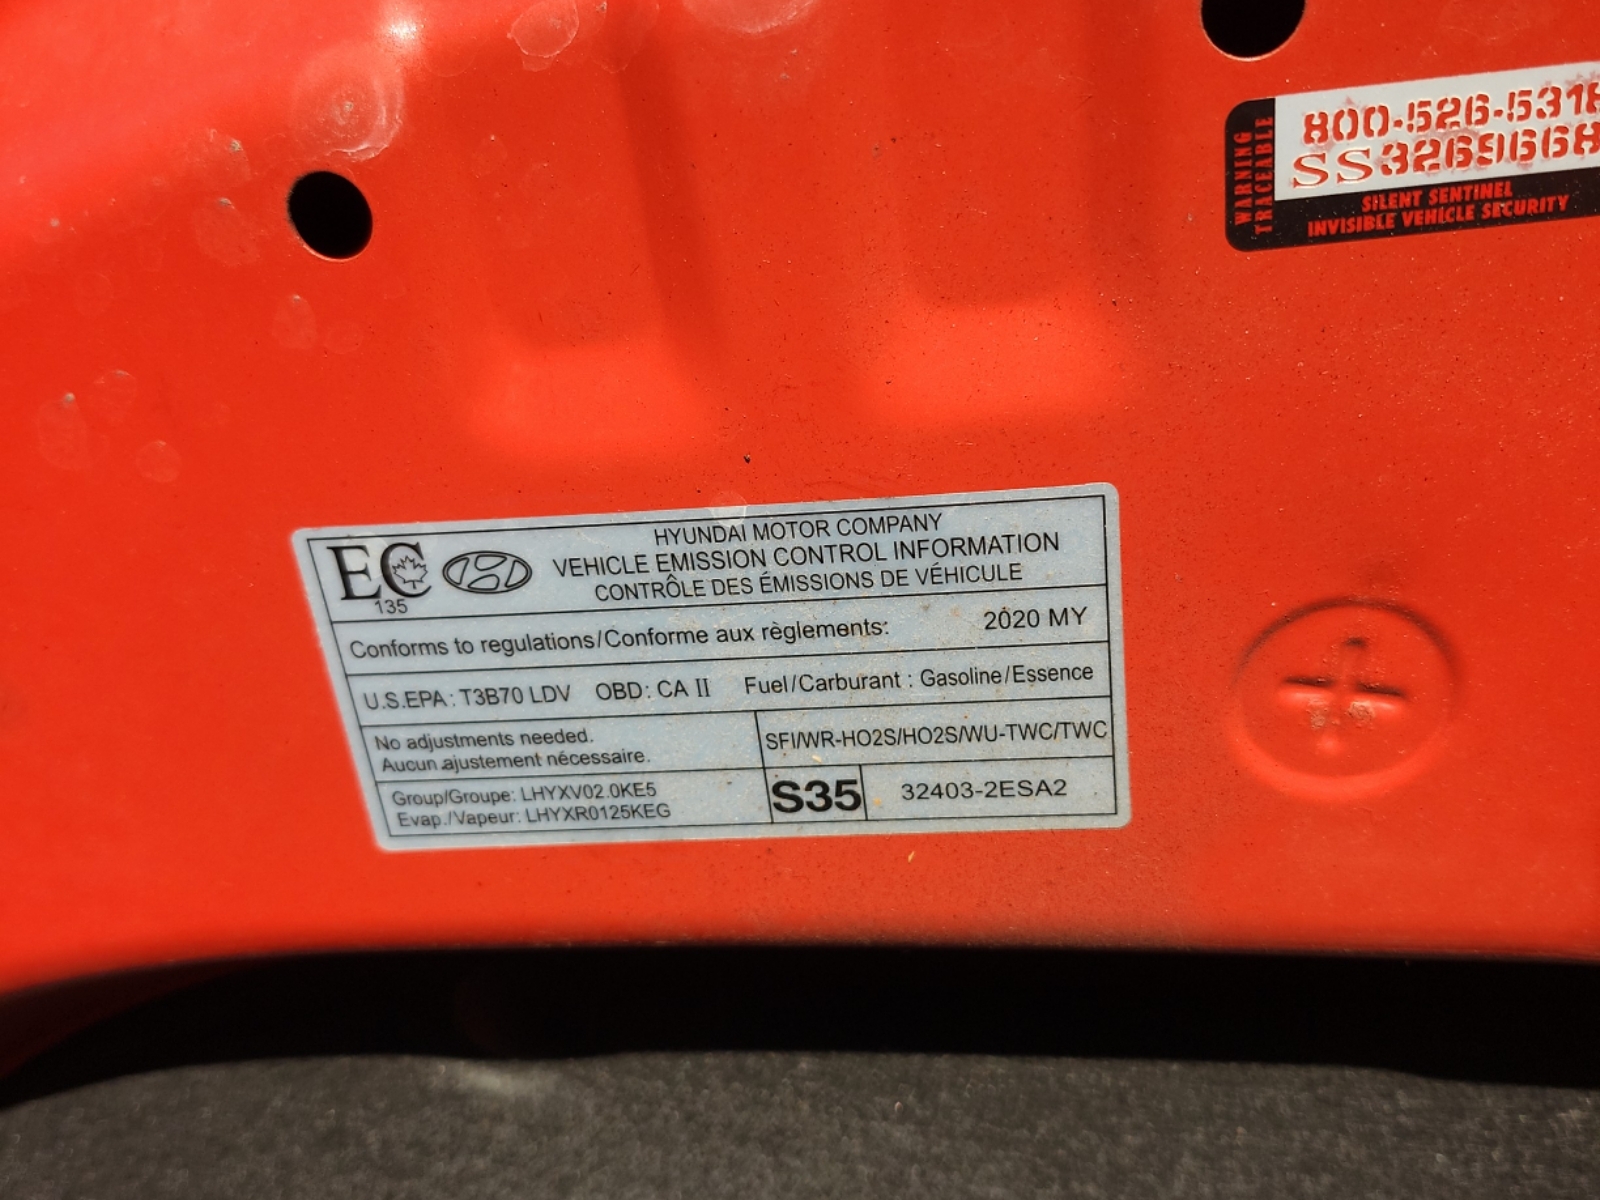 WARNING
TRACEABLE
800-526-5318
SS3269668
SILENT SENTINEL
INVISIBLE VEHICLE SECURITY
EC
135
HYUNDAI MOTOR COMPANY
VEHICLE EMISSION CONTROL INFORMATION
CONTRÔLE DES ÉMISSIONS DE VÉHICULE
Conforms to regulations/Conforme aux règlements: 2020 MY
U.S.EPA: T3B70 LDV OBD: CA II Fuel/Carburant : Gasoline/Essence
No adjustments needed.
Aucun ajustement nécessaire.
SFI/WR-HO2S/HO2S/WU-TWC/TWC
Group/Groupe: LHYXV02.0KE5
Evap./Vapeur: LHYXR0125KEG
S35
32403-2ESA2